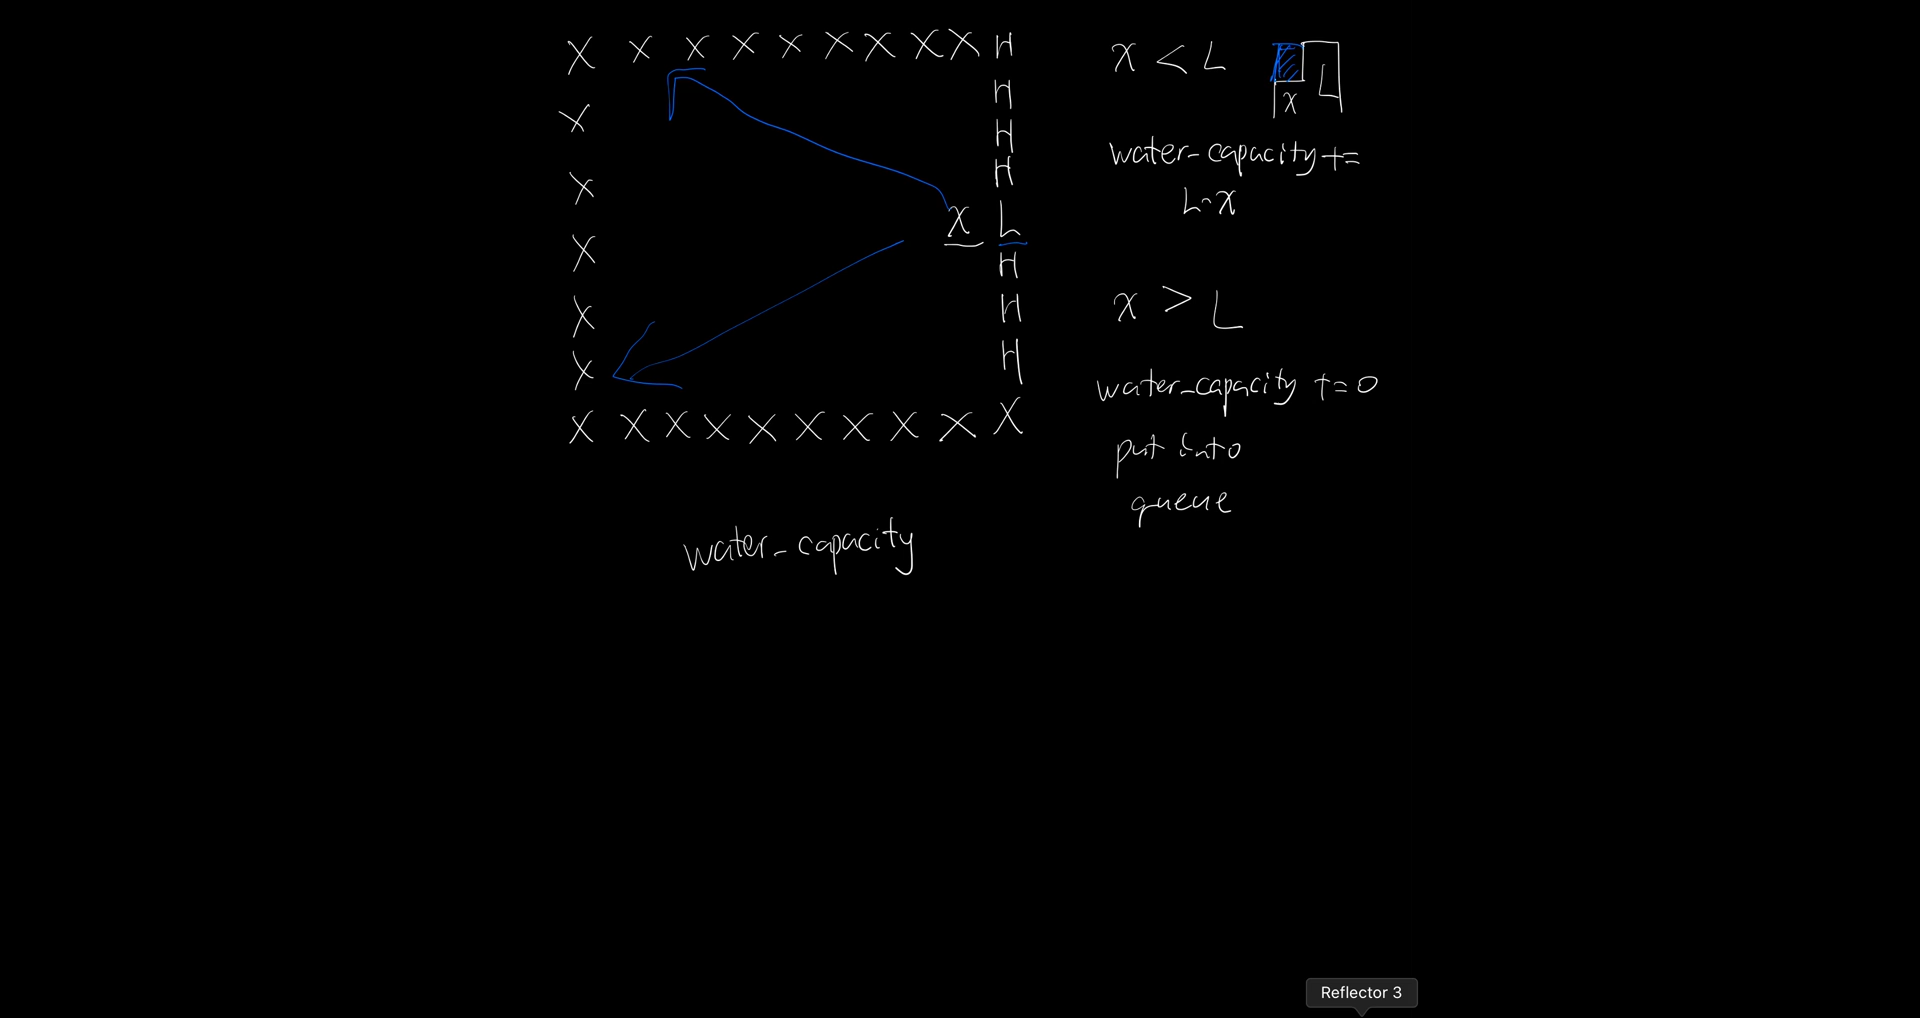 X X X X X X X X X H
H
X H
X H
X L
X H
X H
X H
X X X X X X X X X X
water_capacity
x < L
x L
water_capacity +=
L-x
x > L
water_capacity += 0
put into
queue
Reflector 3